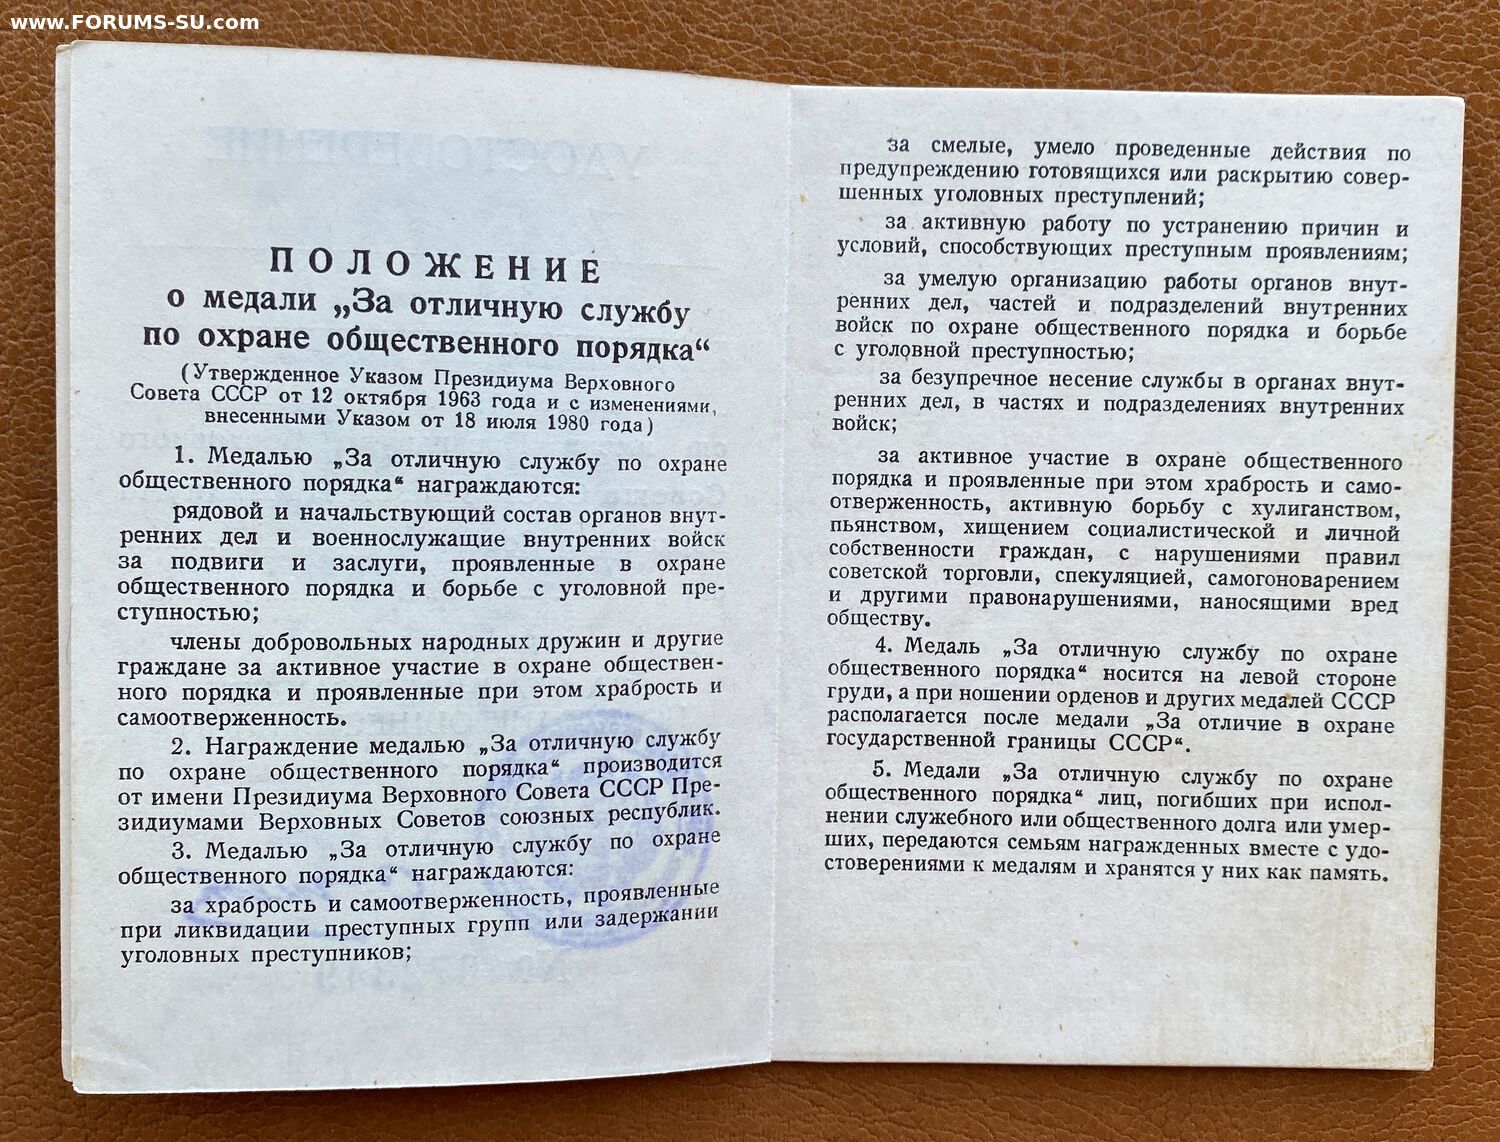 www.FORUMS-SU.com
ПОЛОЖЕНИЕ
о медали „За отличную службу
по охране общественного порядка“
(Утвержденное Указом Президиума Верховного
Совета СССР от 12 октября 1963 года и с изменениями,
внесенными Указом от 18 июля 1980 года)
1. Медалью „За отличную службу по охране
общественного порядка“ награждаются:
рядовой и начальствующий состав органов внут-
ренних дел и военнослужащие внутренних войск
за подвиги и заслуги, проявленные в охране
общественного порядка и борьбе с уголовной пре-
ступностью;
члены добровольных народных дружин и другие
граждане за активное участие в охране обществен-
ного порядка и проявленные при этом храбрость и
самоотверженность.
2. Награждение медалью „За отличную службу
по охране общественного порядка“ производится
от имени Президиума Верховного Совета СССР Пре-
зидиумами Верховных Советов союзных республик.
3. Медалью „За отличную службу по охране
общественного порядка“ награждаются:
за храбрость и самоотверженность, проявленные
при ликвидации преступных групп или задержании
уголовных преступников;
за смелые, умело проведенные действия по
предупреждению готовящихся или раскрытию совер-
шенных уголовных преступлений;
за активную работу по устранению причин и
условий, способствующих преступным проявлениям;
за умелую организацию работы органов внут-
ренних дел, частей и подразделений внутренних
войск по охране общественного порядка и борьбе
с уголовной преступностью;
за безупречное несение службы в органах внут-
ренних дел, в частях и подразделениях внутренних
войск;
за активное участие в охране общественного
порядка и проявленные при этом храбрость и само-
отверженность, активную борьбу с хулиганством,
пьянством, хищением социалистической и личной
собственности граждан, с нарушениями правил
советской торговли, спекуляцией, самогоноварением
и другими правонарушениями, наносящими вред
обществу.
4. Медаль „За отличную службу по охране
общественного порядка“ носится на левой стороне
груди, а при ношении орденов и других медалей СССР
располагается после медали „За отличие в охране
государственной границы СССР“.
5. Медали „За отличную службу по охране
общественного порядка“ лиц, погибших при испол-
нении служебного или общественного долга или умер-
ших, передаются семьям награжденных вместе с удо-
стоверениями к медалям и хранятся у них как память.